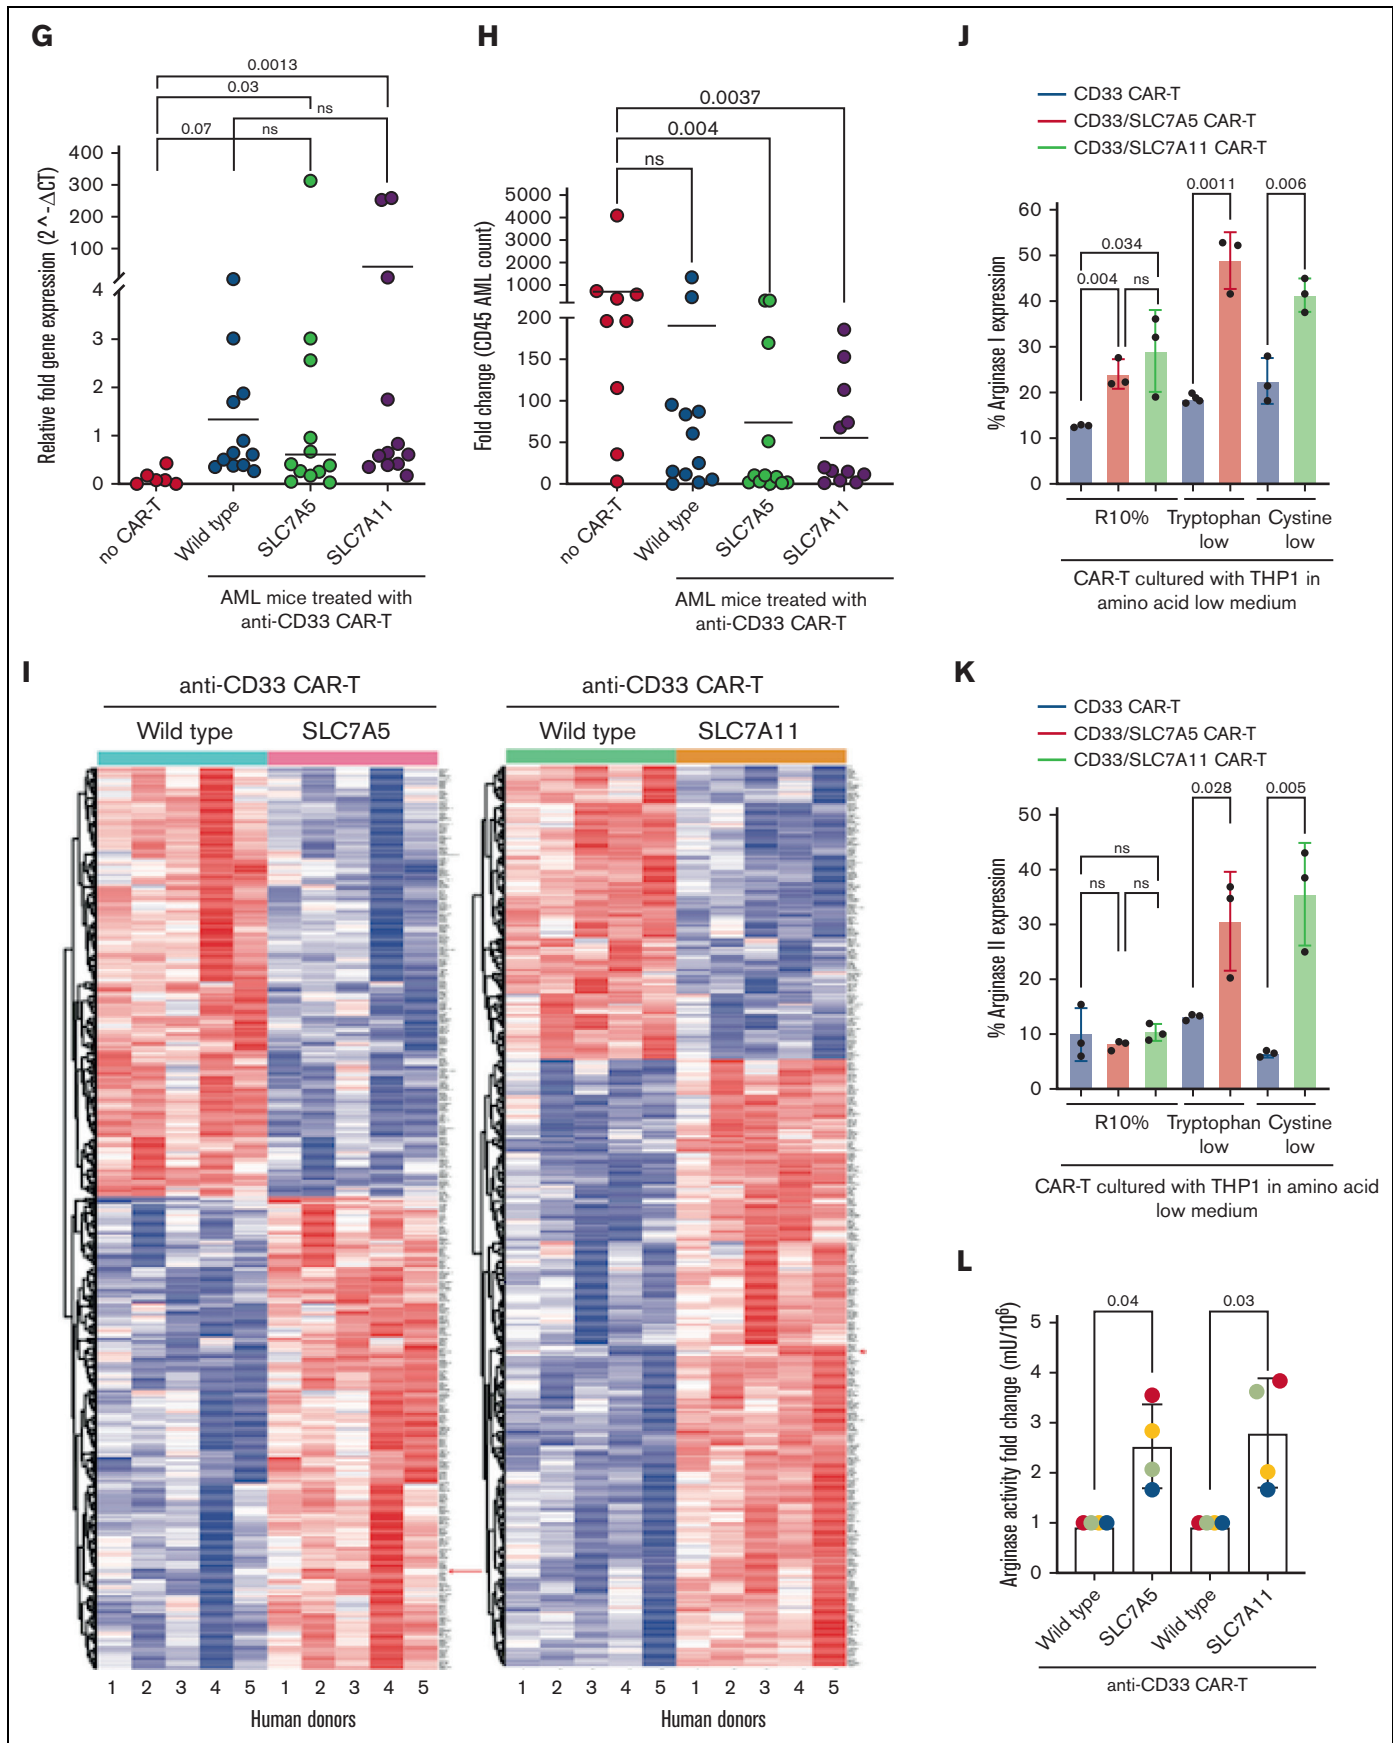 G
0.0013
0.03
ns
0.07
ns
Relative fold gene expression (2^-ΔCT)
400
300
200
100
4
3
2
1
0
no CAR-T
Wild type
SLC7A5
SLC7A11
AML mice treated with
anti-CD33 CAR-T
H
0.0037
0.004
ns
Fold change (CD45 AML count)
5000
4000
3000
2000
1000
200
150
100
50
0
no CAR-T
Wild type
SLC7A5
SLC7A11
AML mice treated with
anti-CD33 CAR-T
J
CD33 CAR-T
CD33/SLC7A5 CAR-T
CD33/SLC7A11 CAR-T
0.0011
0.006
0.034
0.004
ns
% Arginase I expression
60
50
40
30
20
10
0
R10%
Tryptophan
low
Cystine
low
CAR-T cultured with THP1 in
amino acid low medium
I
anti-CD33 CAR-T
Wild type
SLC7A5
1 2 3 4 5 1 2 3 4 5
Human donors
anti-CD33 CAR-T
Wild type
SLC7A11
1 2 3 4 5 1 2 3 4 5
Human donors
K
CD33 CAR-T
CD33/SLC7A5 CAR-T
CD33/SLC7A11 CAR-T
0.028
0.005
ns
ns
ns
% Arginase II expression
50
40
30
20
10
0
R10%
Tryptophan
low
Cystine
low
CAR-T cultured with THP1 in amino acid
low medium
L
0.04
0.03
Arginase activity fold change (mU/10⁶)
5
4
3
2
1
0
Wild type
SLC7A5
Wild type
SLC7A11
anti-CD33 CAR-T